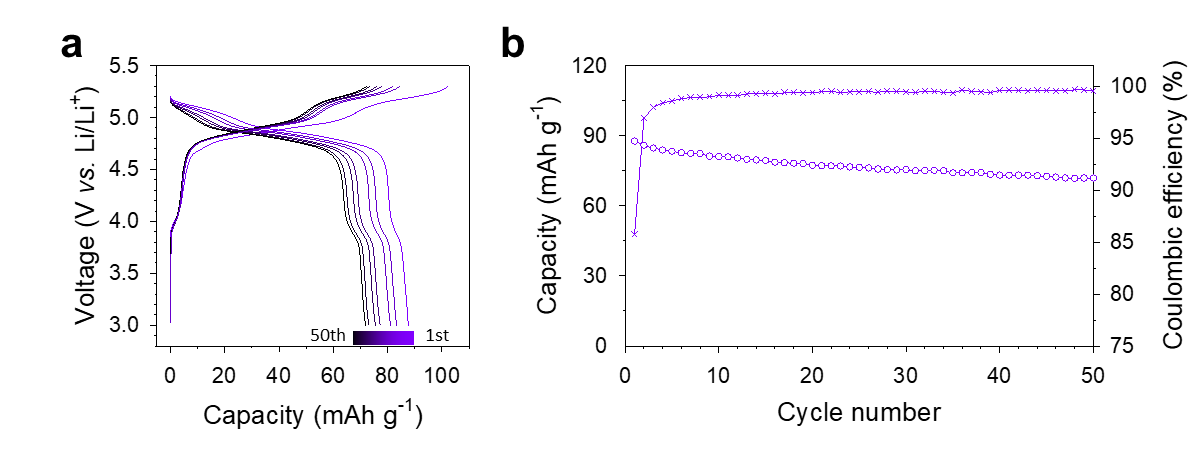 a
5.5
5.0
4.5
4.0
3.5
3.0
Voltage (V vs. Li/Li+)
50th 1st
0 20 40 60 80 100
Capacity (mAh g-1)
b
120
90
60
30
0
Capacity (mAh g-1)
100
95
90
85
80
75
Coulombic efficiency (%)
0 10 20 30 40 50
Cycle number